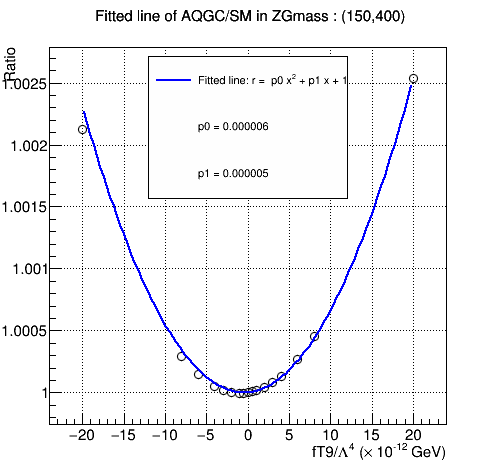 Fitted line of AQGC/SM in ZGmass : (150,400)
Ratio
Fitted line: r = p0 x² + p1 x + 1
p0 = 0.000006
p1 = 0.000005
1.0025
1.002
1.0015
1.001
1.0005
1
−20 −15 −10 −5 0 5 10 15 20
fT9/Λ⁴ (× 10⁻¹² GeV)